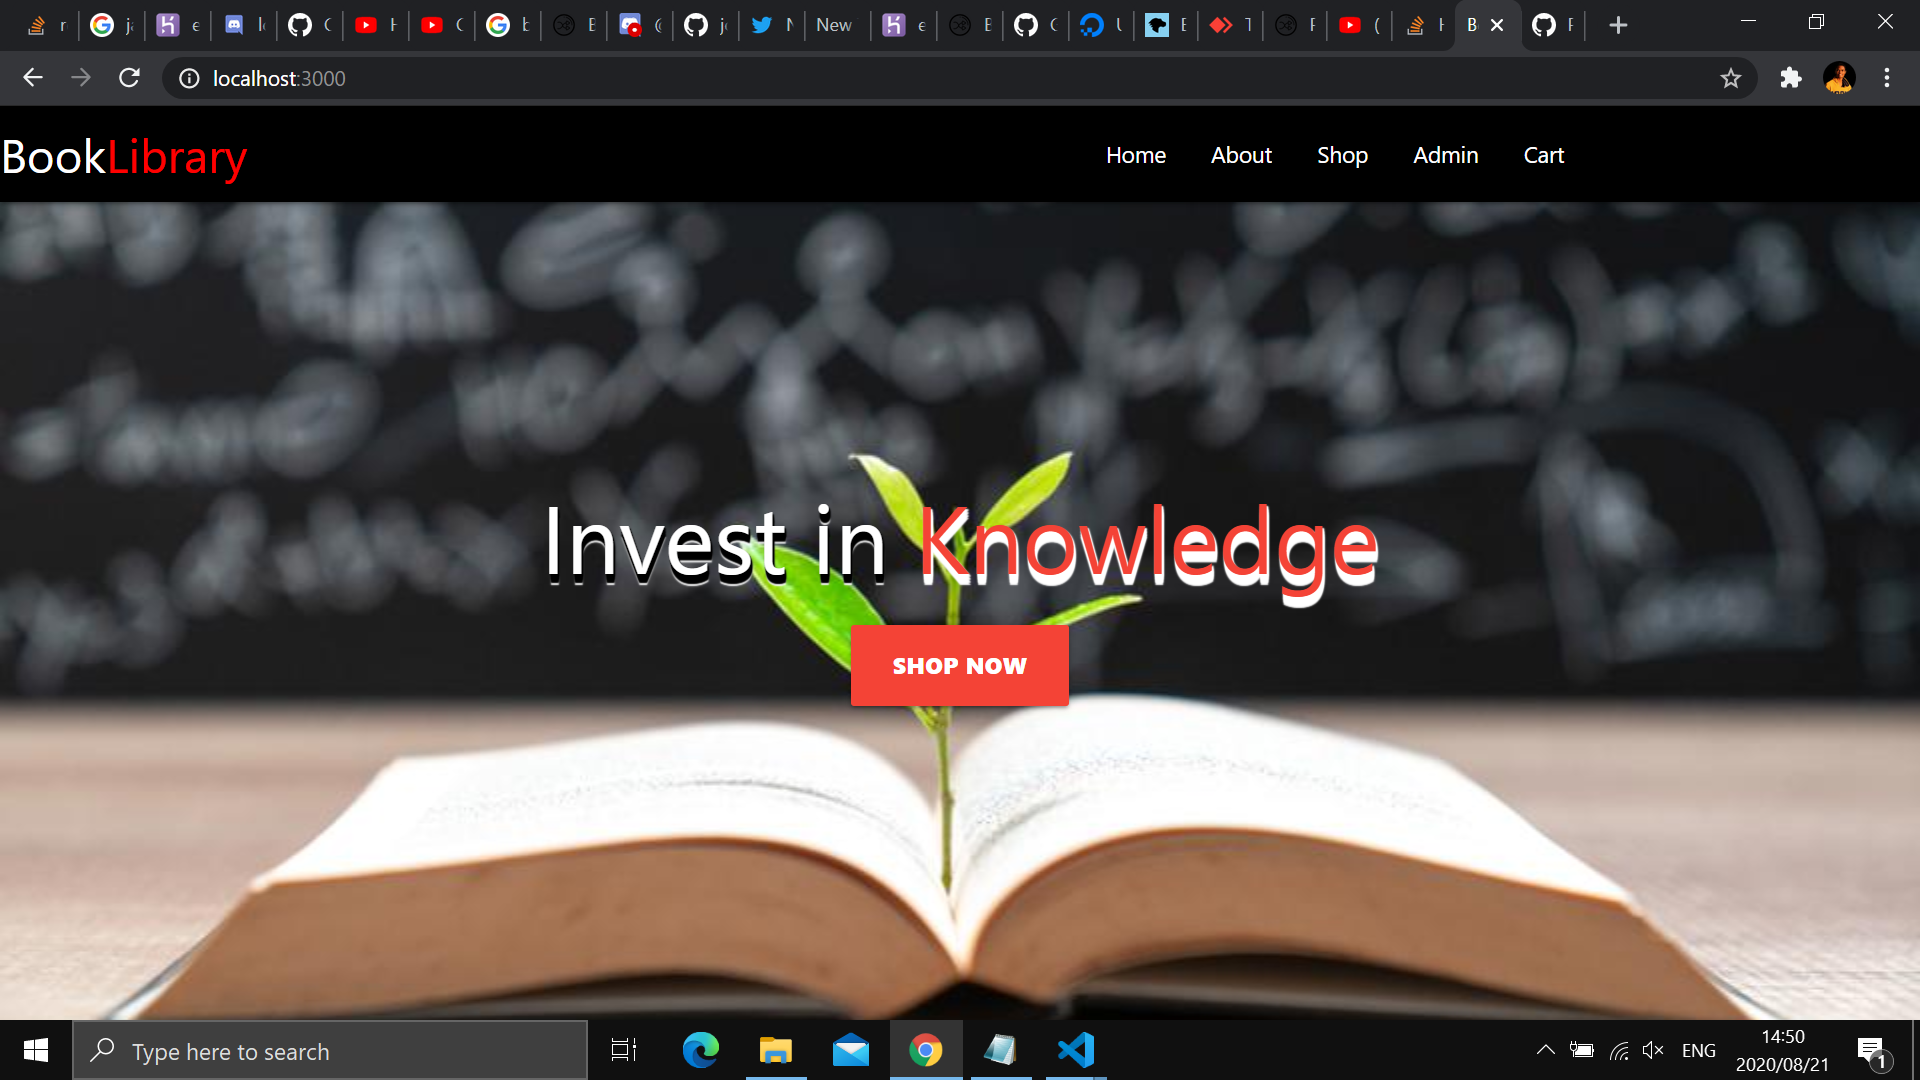 New
localhost:3000
BookLibrary
Home About Shop Admin Cart
Invest in Knowledge
SHOP NOW
Type here to search
ENG
14:50
2020/08/21
1